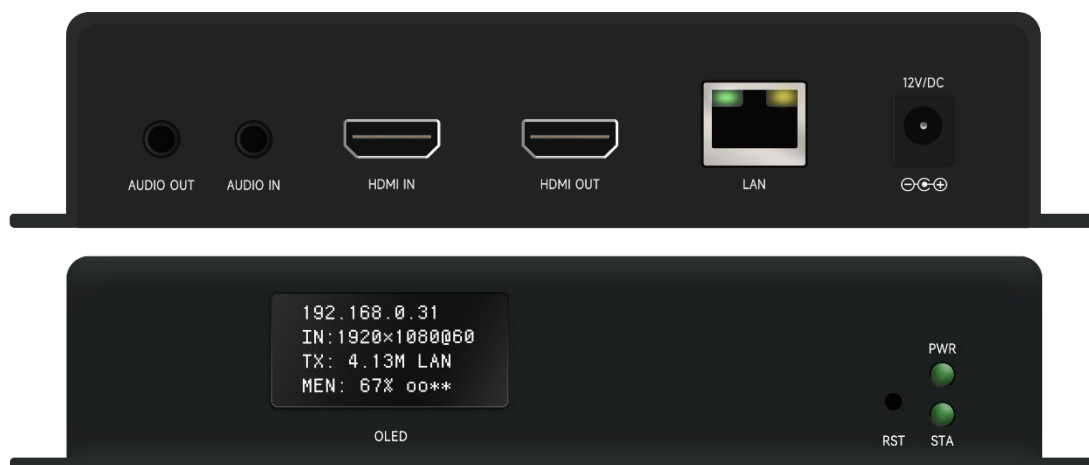 12V/DC
AUDIO OUT AUDIO IN HDMI IN HDMI OUT LAN
192.168.0.31
IN:1920×1080@60
TX: 4.13M LAN
MEN: 67% oo**
OLED
PWR
RST STA